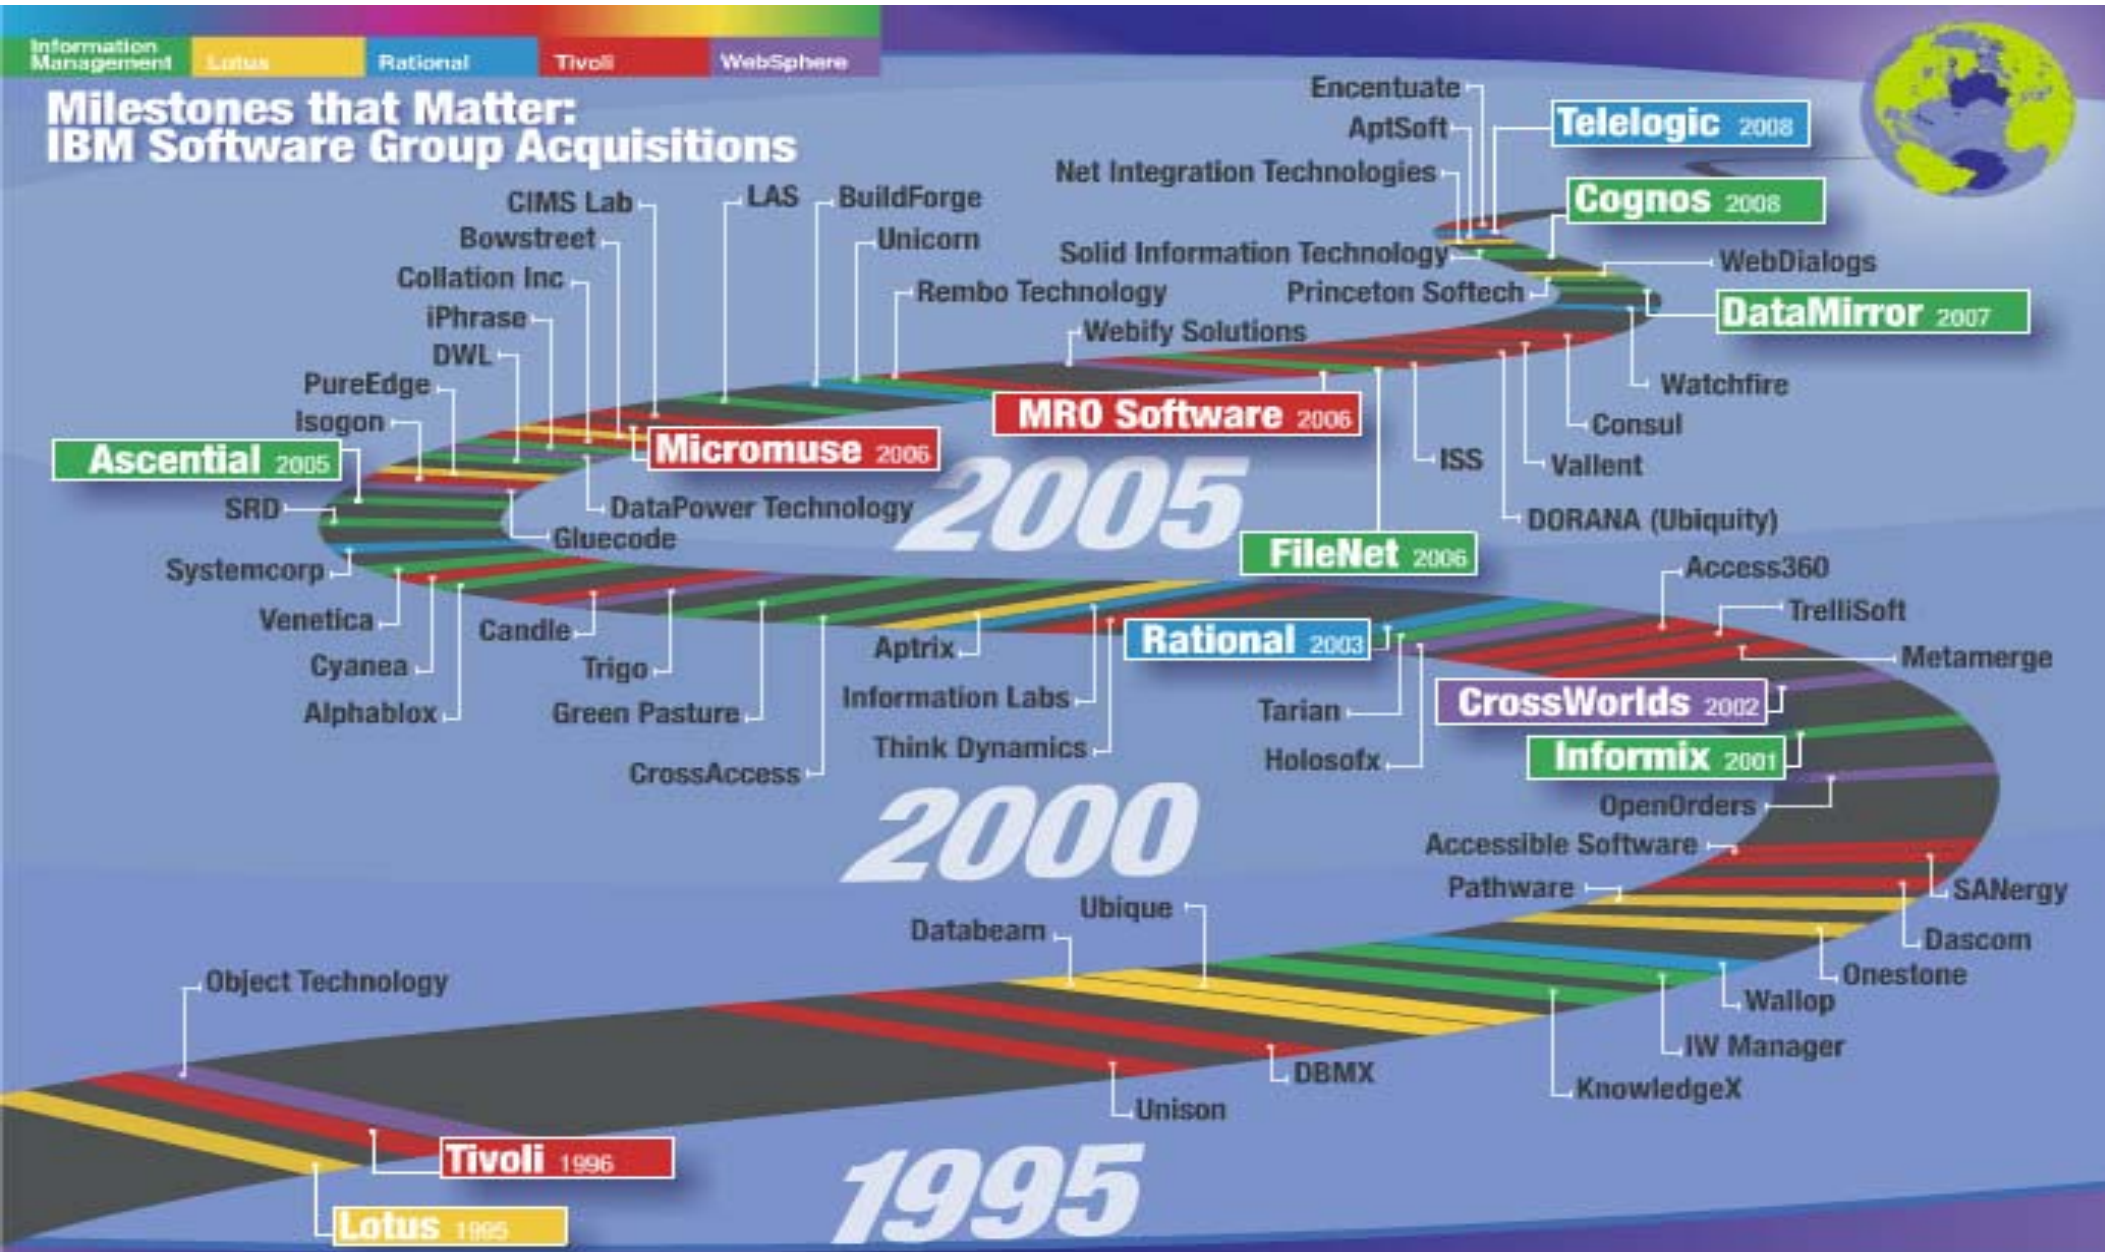 Information
Management
Lotus
Rational
Tivoli
WebSphere
Milestones that Matter:
IBM Software Group Acquisitions
Encentuate
AptSoft
Telelogic 2008
Net Integration Technologies
Cognos 2008
CIMS Lab
LAS
BuildForge
Bowstreet
Unicorn
Solid Information Technology
WebDialogs
Collation Inc
Rembo Technology
Princeton Softech
DataMirror 2007
iPhrase
Webify Solutions
DWL
PureEdge
Watchfire
Isogon
MRO Software 2006
Consul
Ascential 2005
Micromuse 2006
ISS
Vallent
SRD
DataPower Technology
2005
DORANA (Ubiquity)
Gluecode
FileNet 2006
Systemcorp
Access360
Venetica
Candle
TrelliSoft
Aptrix
Rational 2003
Metamerge
Cyanea
Trigo
Information Labs
Tarian
CrossWorlds 2002
Alphablox
Green Pasture
Think Dynamics
Holosofx
Informix 2001
CrossAccess
OpenOrders
2000
Accessible Software
Pathware
SANergy
Ubique
Databeam
Dascom
Onestone
Object Technology
Wallop
IW Manager
DBMX
KnowledgeX
Unison
Tivoli 1996
1995
Lotus 1995